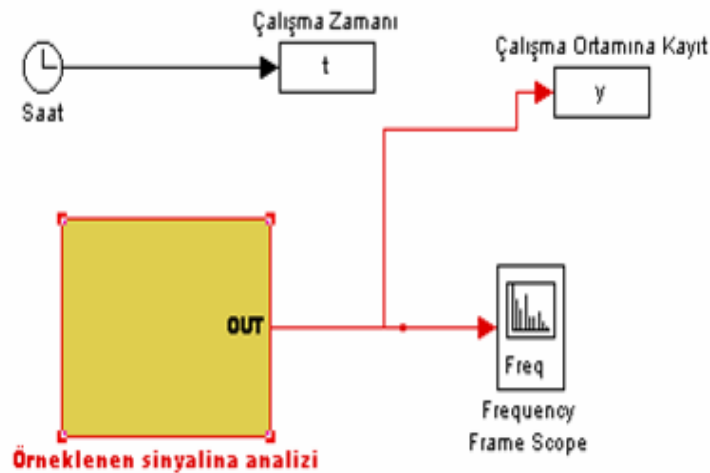 Çalışma Zamanı
t
Saat
Çalışma Ortamına Kayıt
y
OUT
Örneklenen sinyalina analizi
Freq
Frequency
Frame Scope